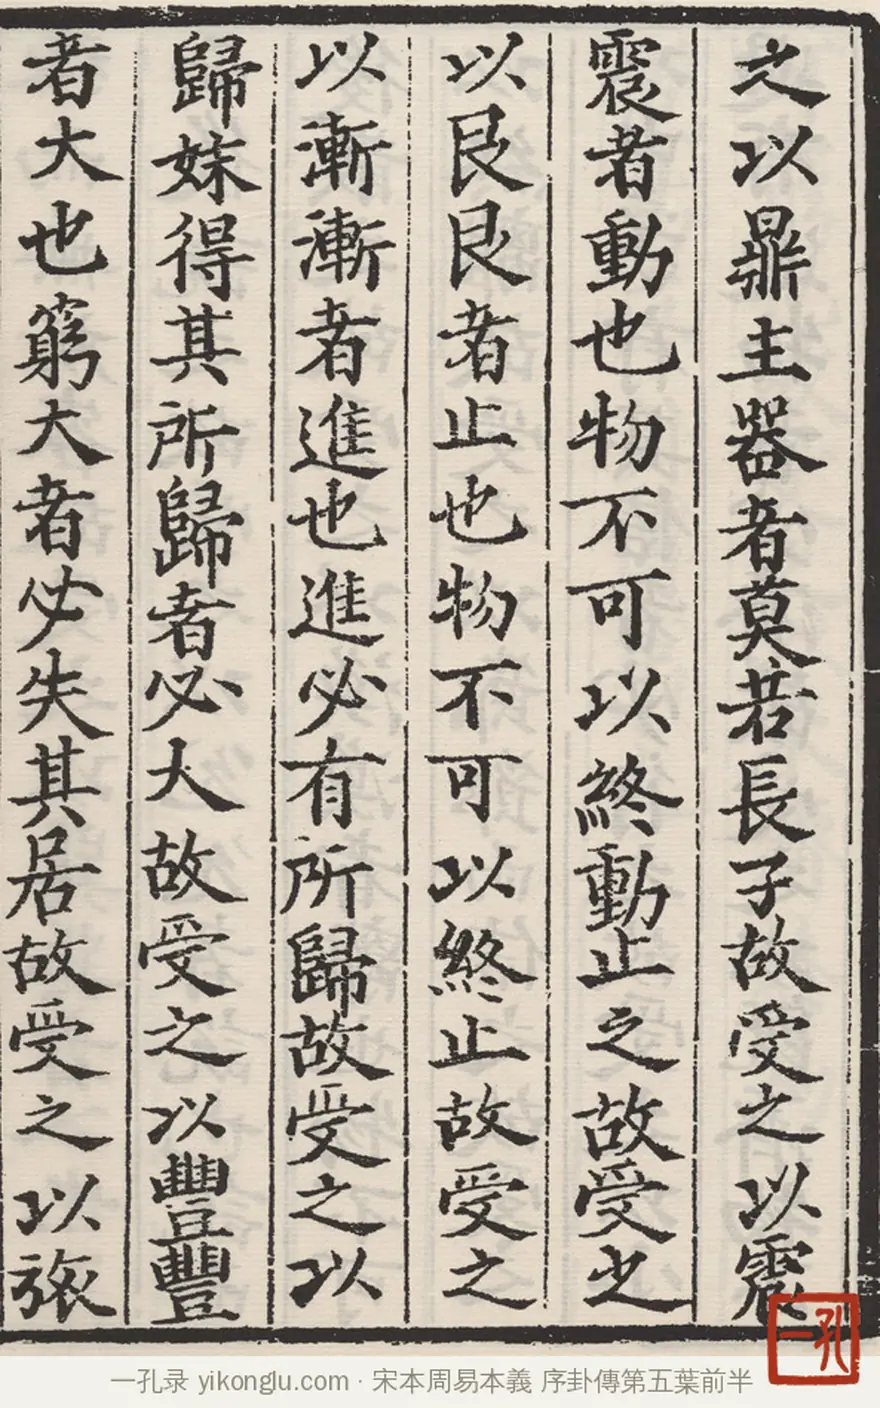 之以鼎主器者莫若長子故受之以震
震者動也物不可以終動止之故受之
以艮艮者止也物不可以終止故受之
以漸漸者進也進必有所歸故受之以
歸妹得其所歸者必大故受之以豐豐
者大也窮大者必失其居故受之以旅
一孔
一孔录 yikonglu.com · 宋本周易本義 序卦傳第五葉前半